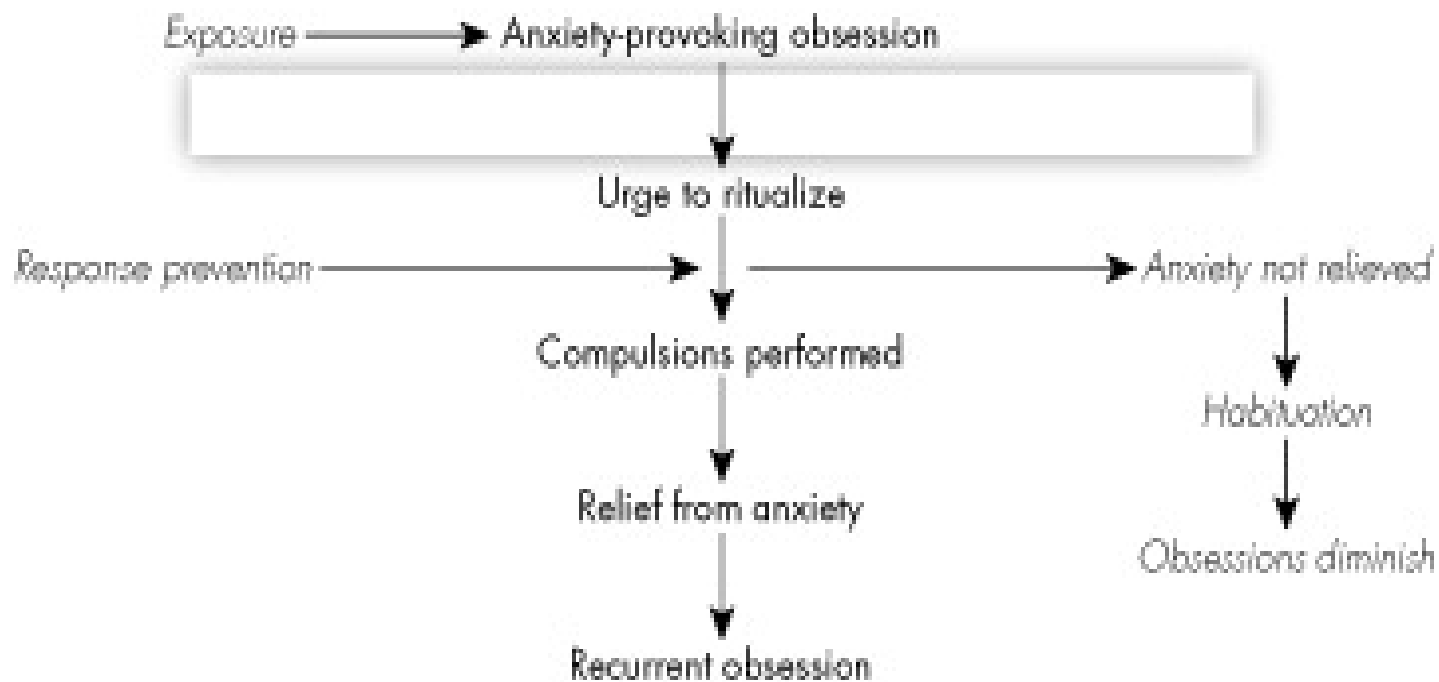 Exposure Anxiety-provoking obsession
Urge to ritualize
Response prevention Anxiety not relieved
Compulsions performed
Habituation
Relief from anxiety
Obsessions diminish
Recurrent obsession